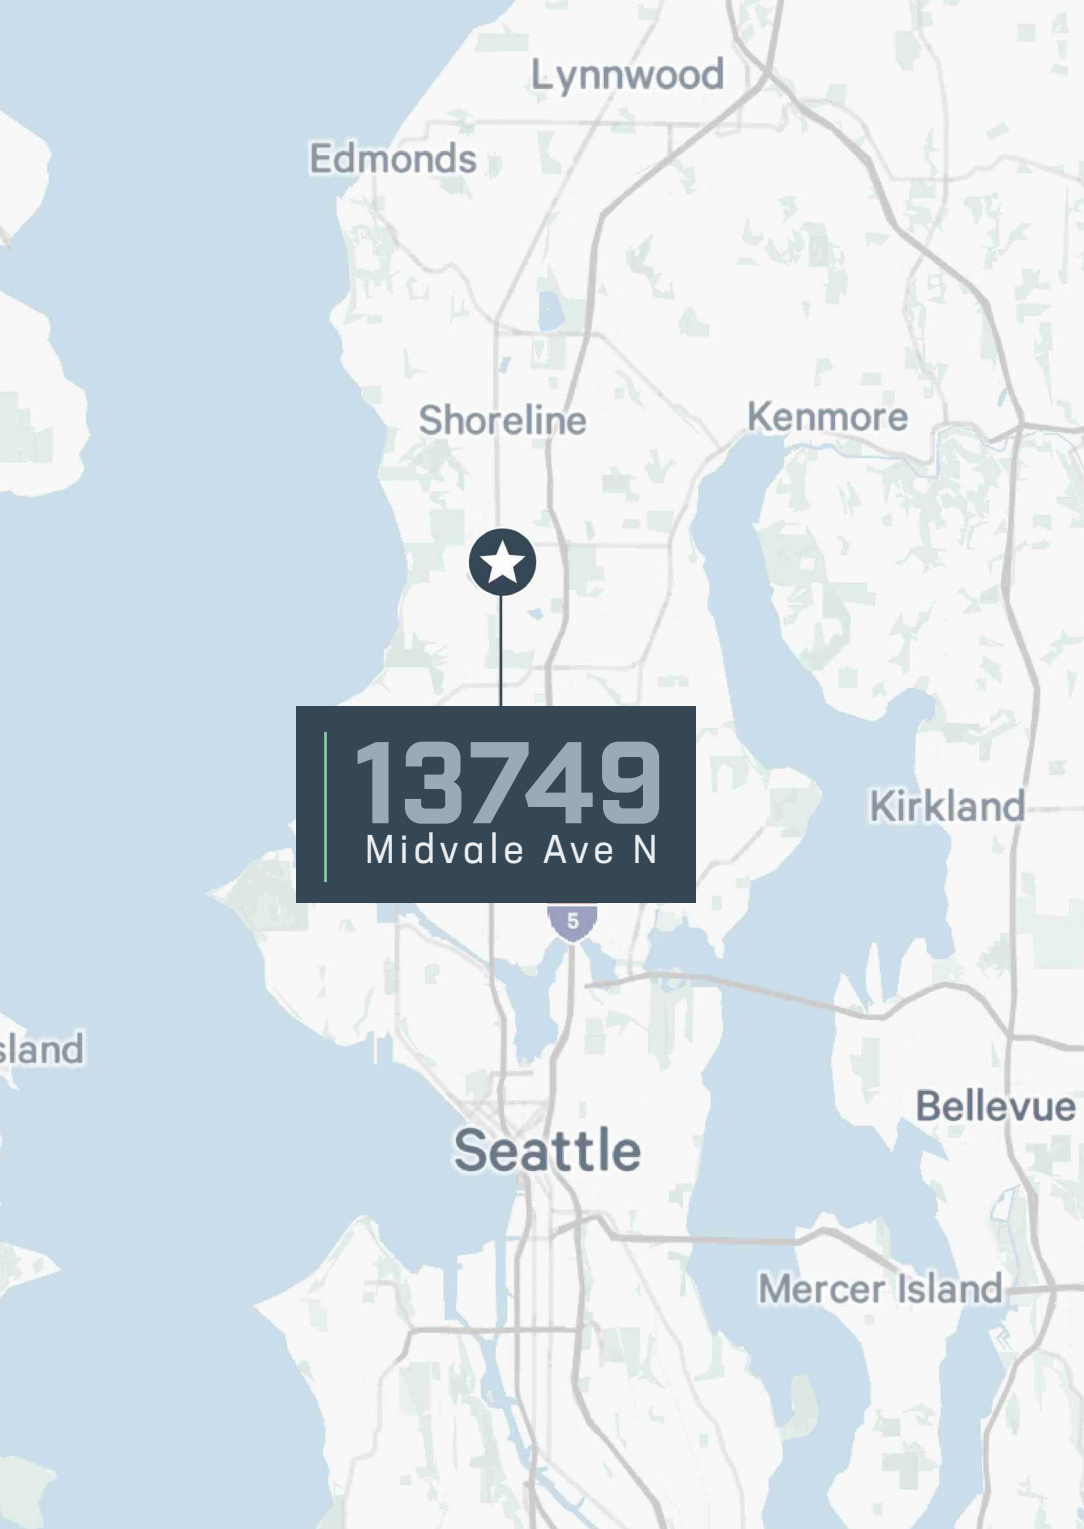 Lynnwood
Edmonds
Shoreline
Kenmore
13749
Midvale Ave N
Kirkland
5
sland
Bellevue
Seattle
Mercer Island